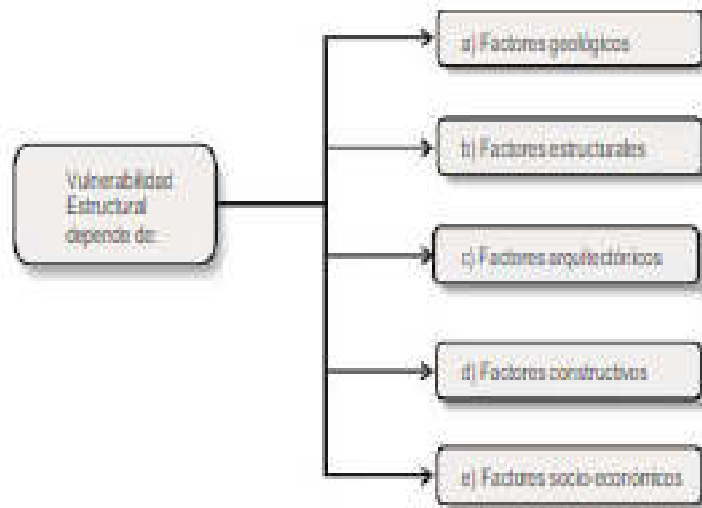 a) Factores geológicos
b) Factores estructurales
Vulnerabilidad
Estructural
depende de:
c) Factores arquitectónicos
d) Factores constructivos
e) Factores socio-económicos